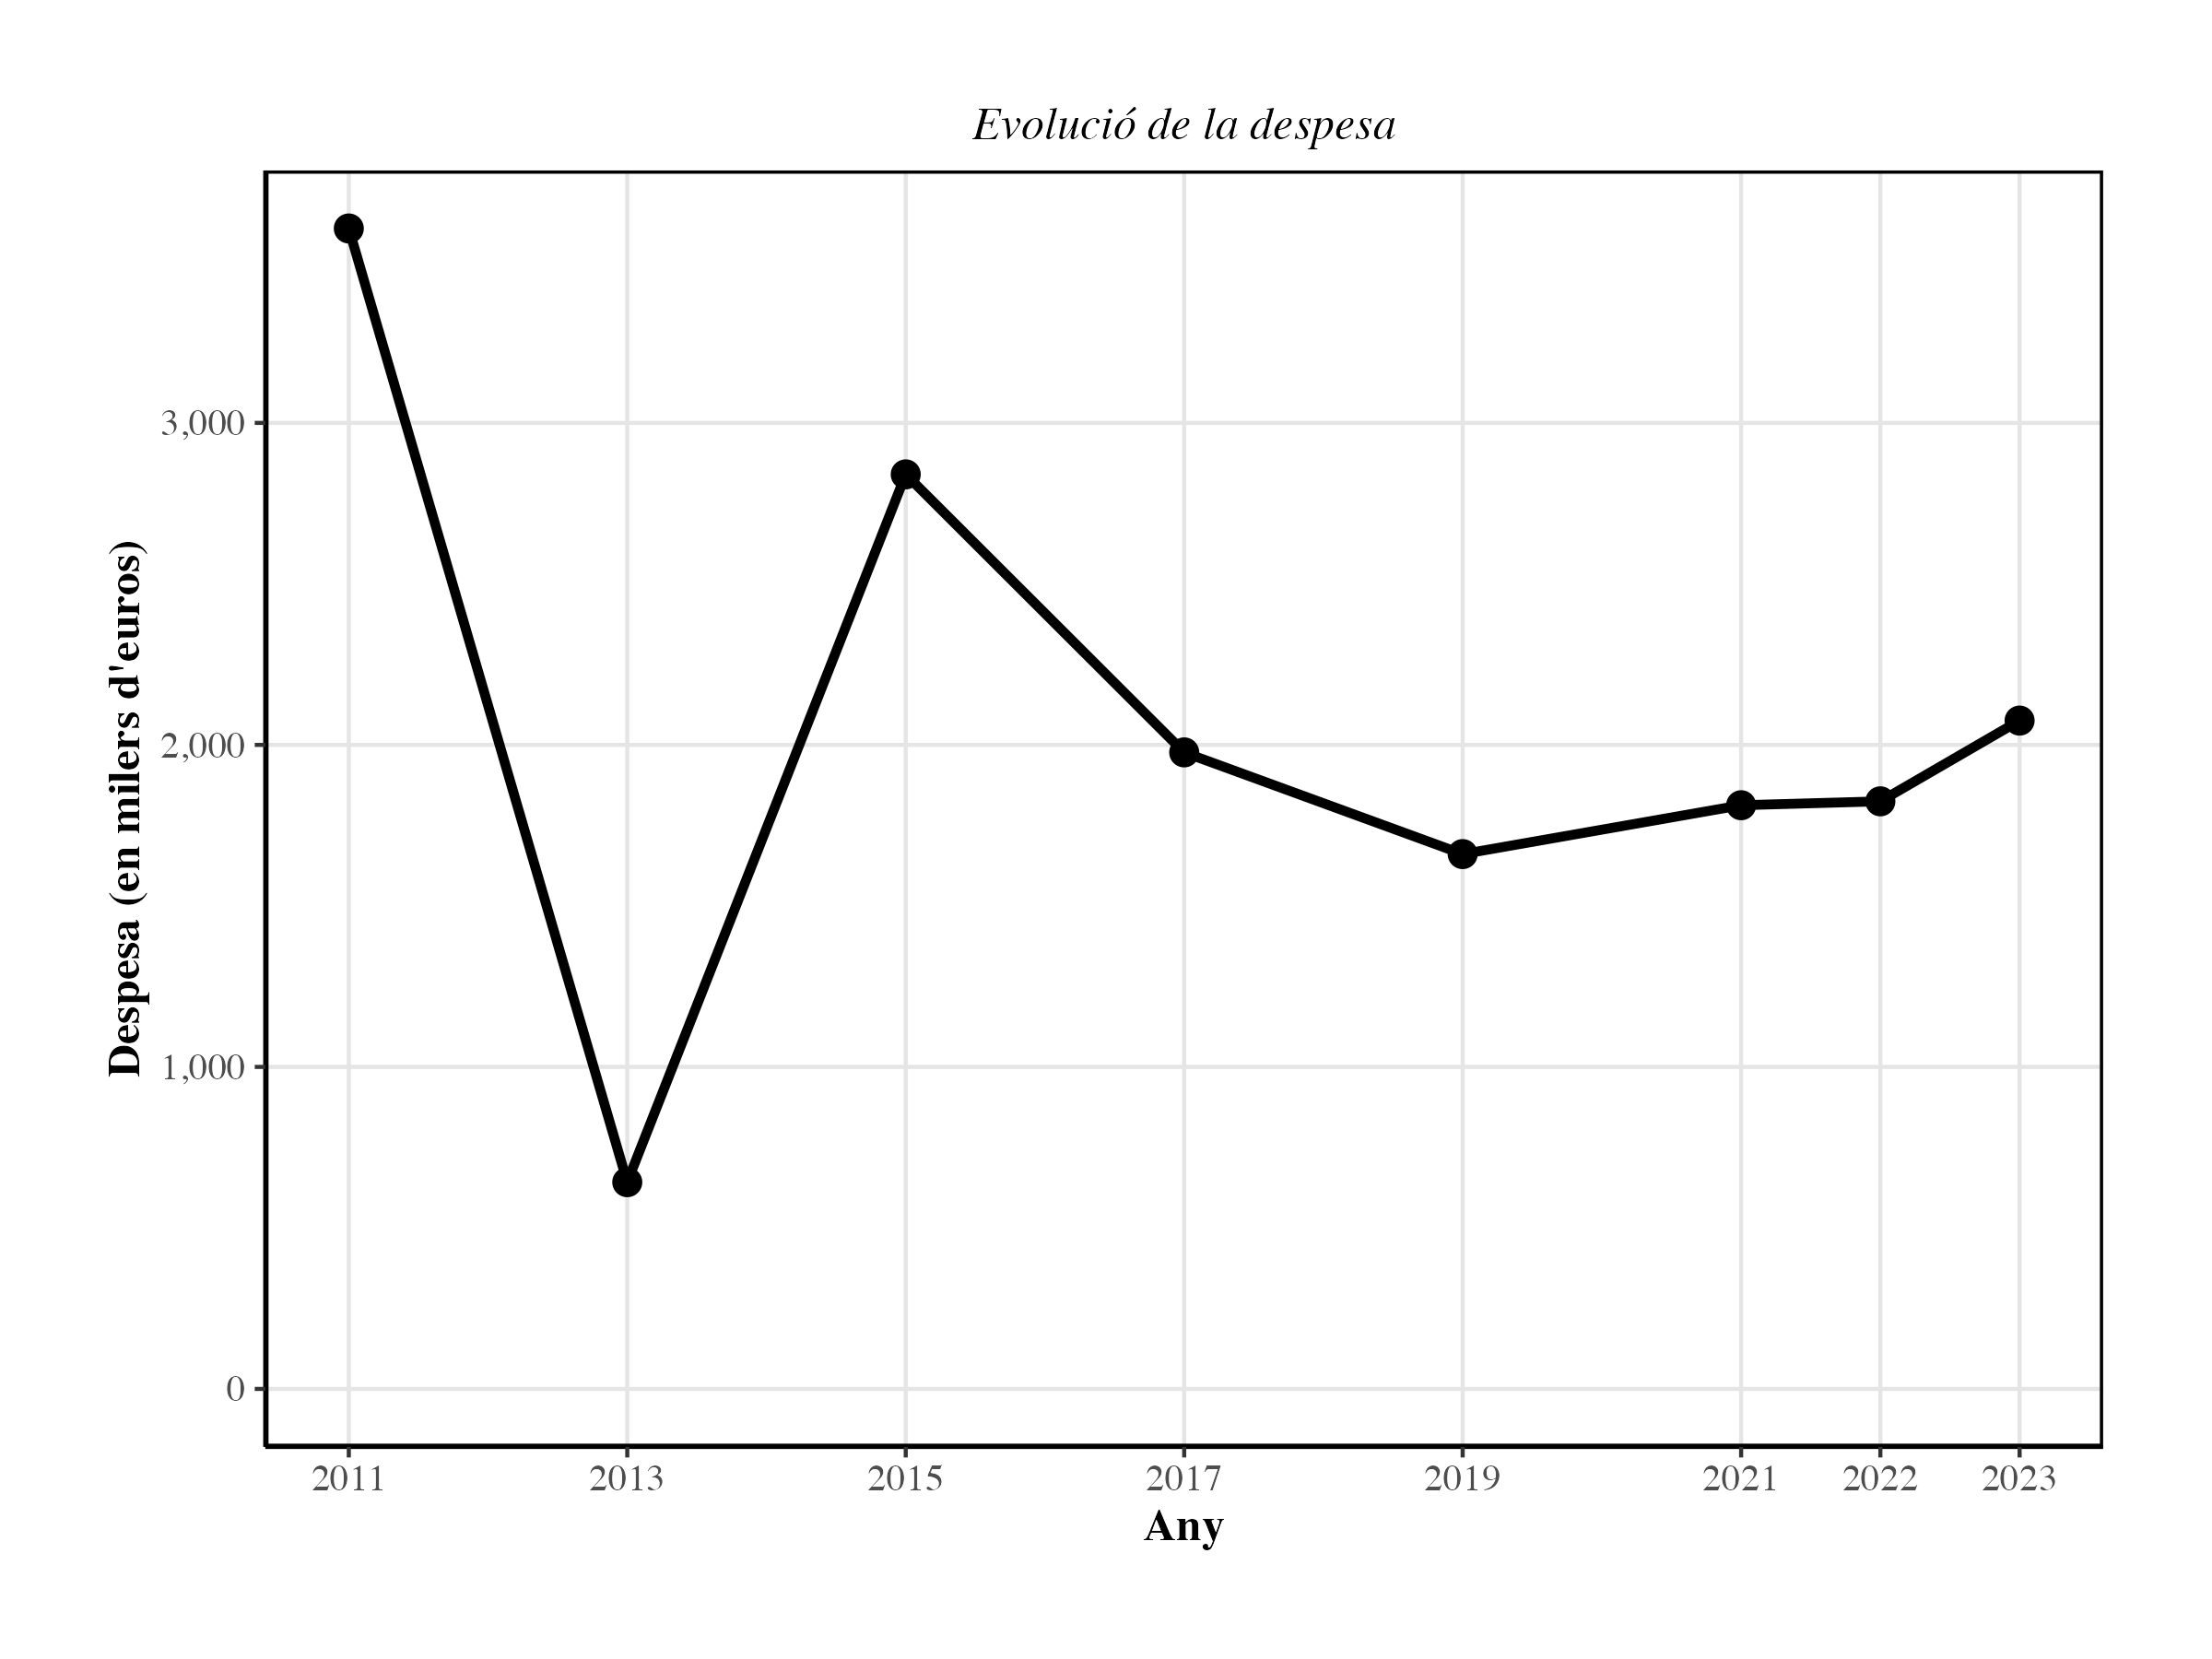 Evolució de la despesa
Despesa (en milers d'euros)
3,000
2,000
1,000
0
2011 2013 2015 2017 2019 2021 2022 2023
Any